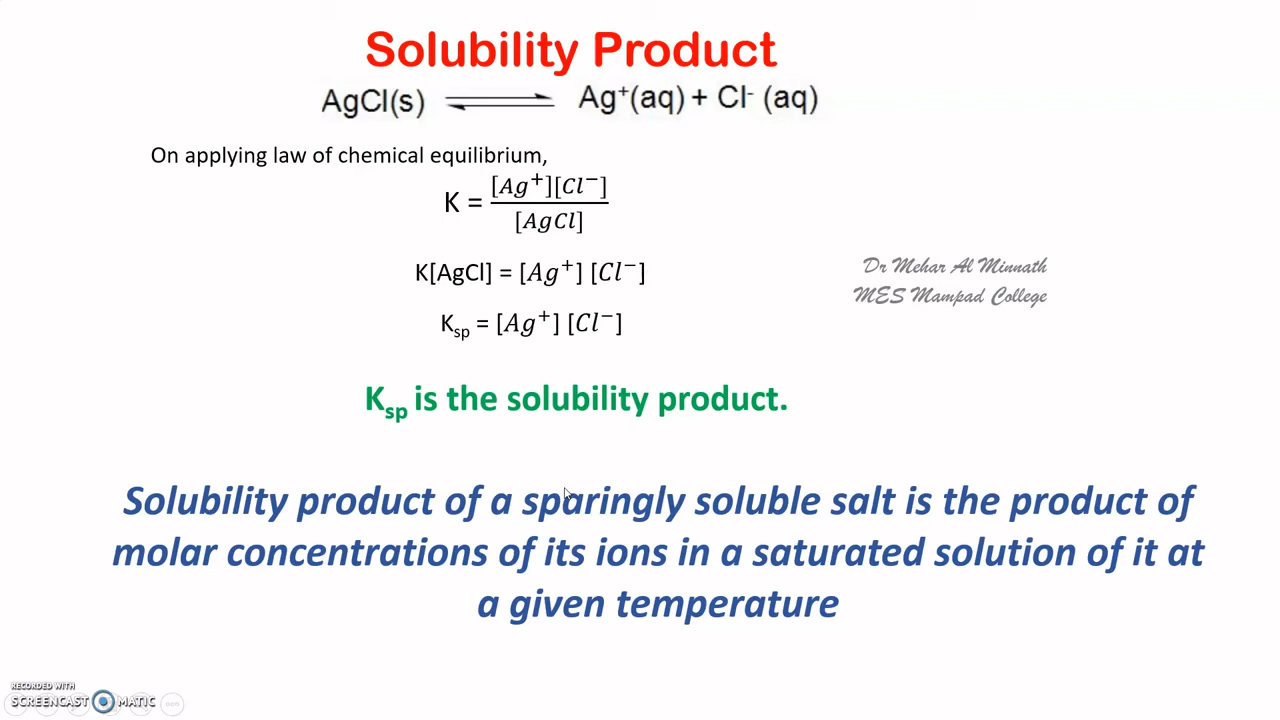 Solubility Product
AgCl(s) ⇌ Ag⁺(aq) + Cl⁻ (aq)
On applying law of chemical equilibrium,
K = [Ag⁺][Cl⁻] / [AgCl]
K[AgCl] = [Ag⁺] [Cl⁻]
Dr Mehar Al Minnath
MES Mampad College
Kₛₚ = [Ag⁺] [Cl⁻]
Kₛₚ is the solubility product.
Solubility product of a sparingly soluble salt is the product of
molar concentrations of its ions in a saturated solution of it at
a given temperature
RECORDED WITH
SCREENCAST MATIC